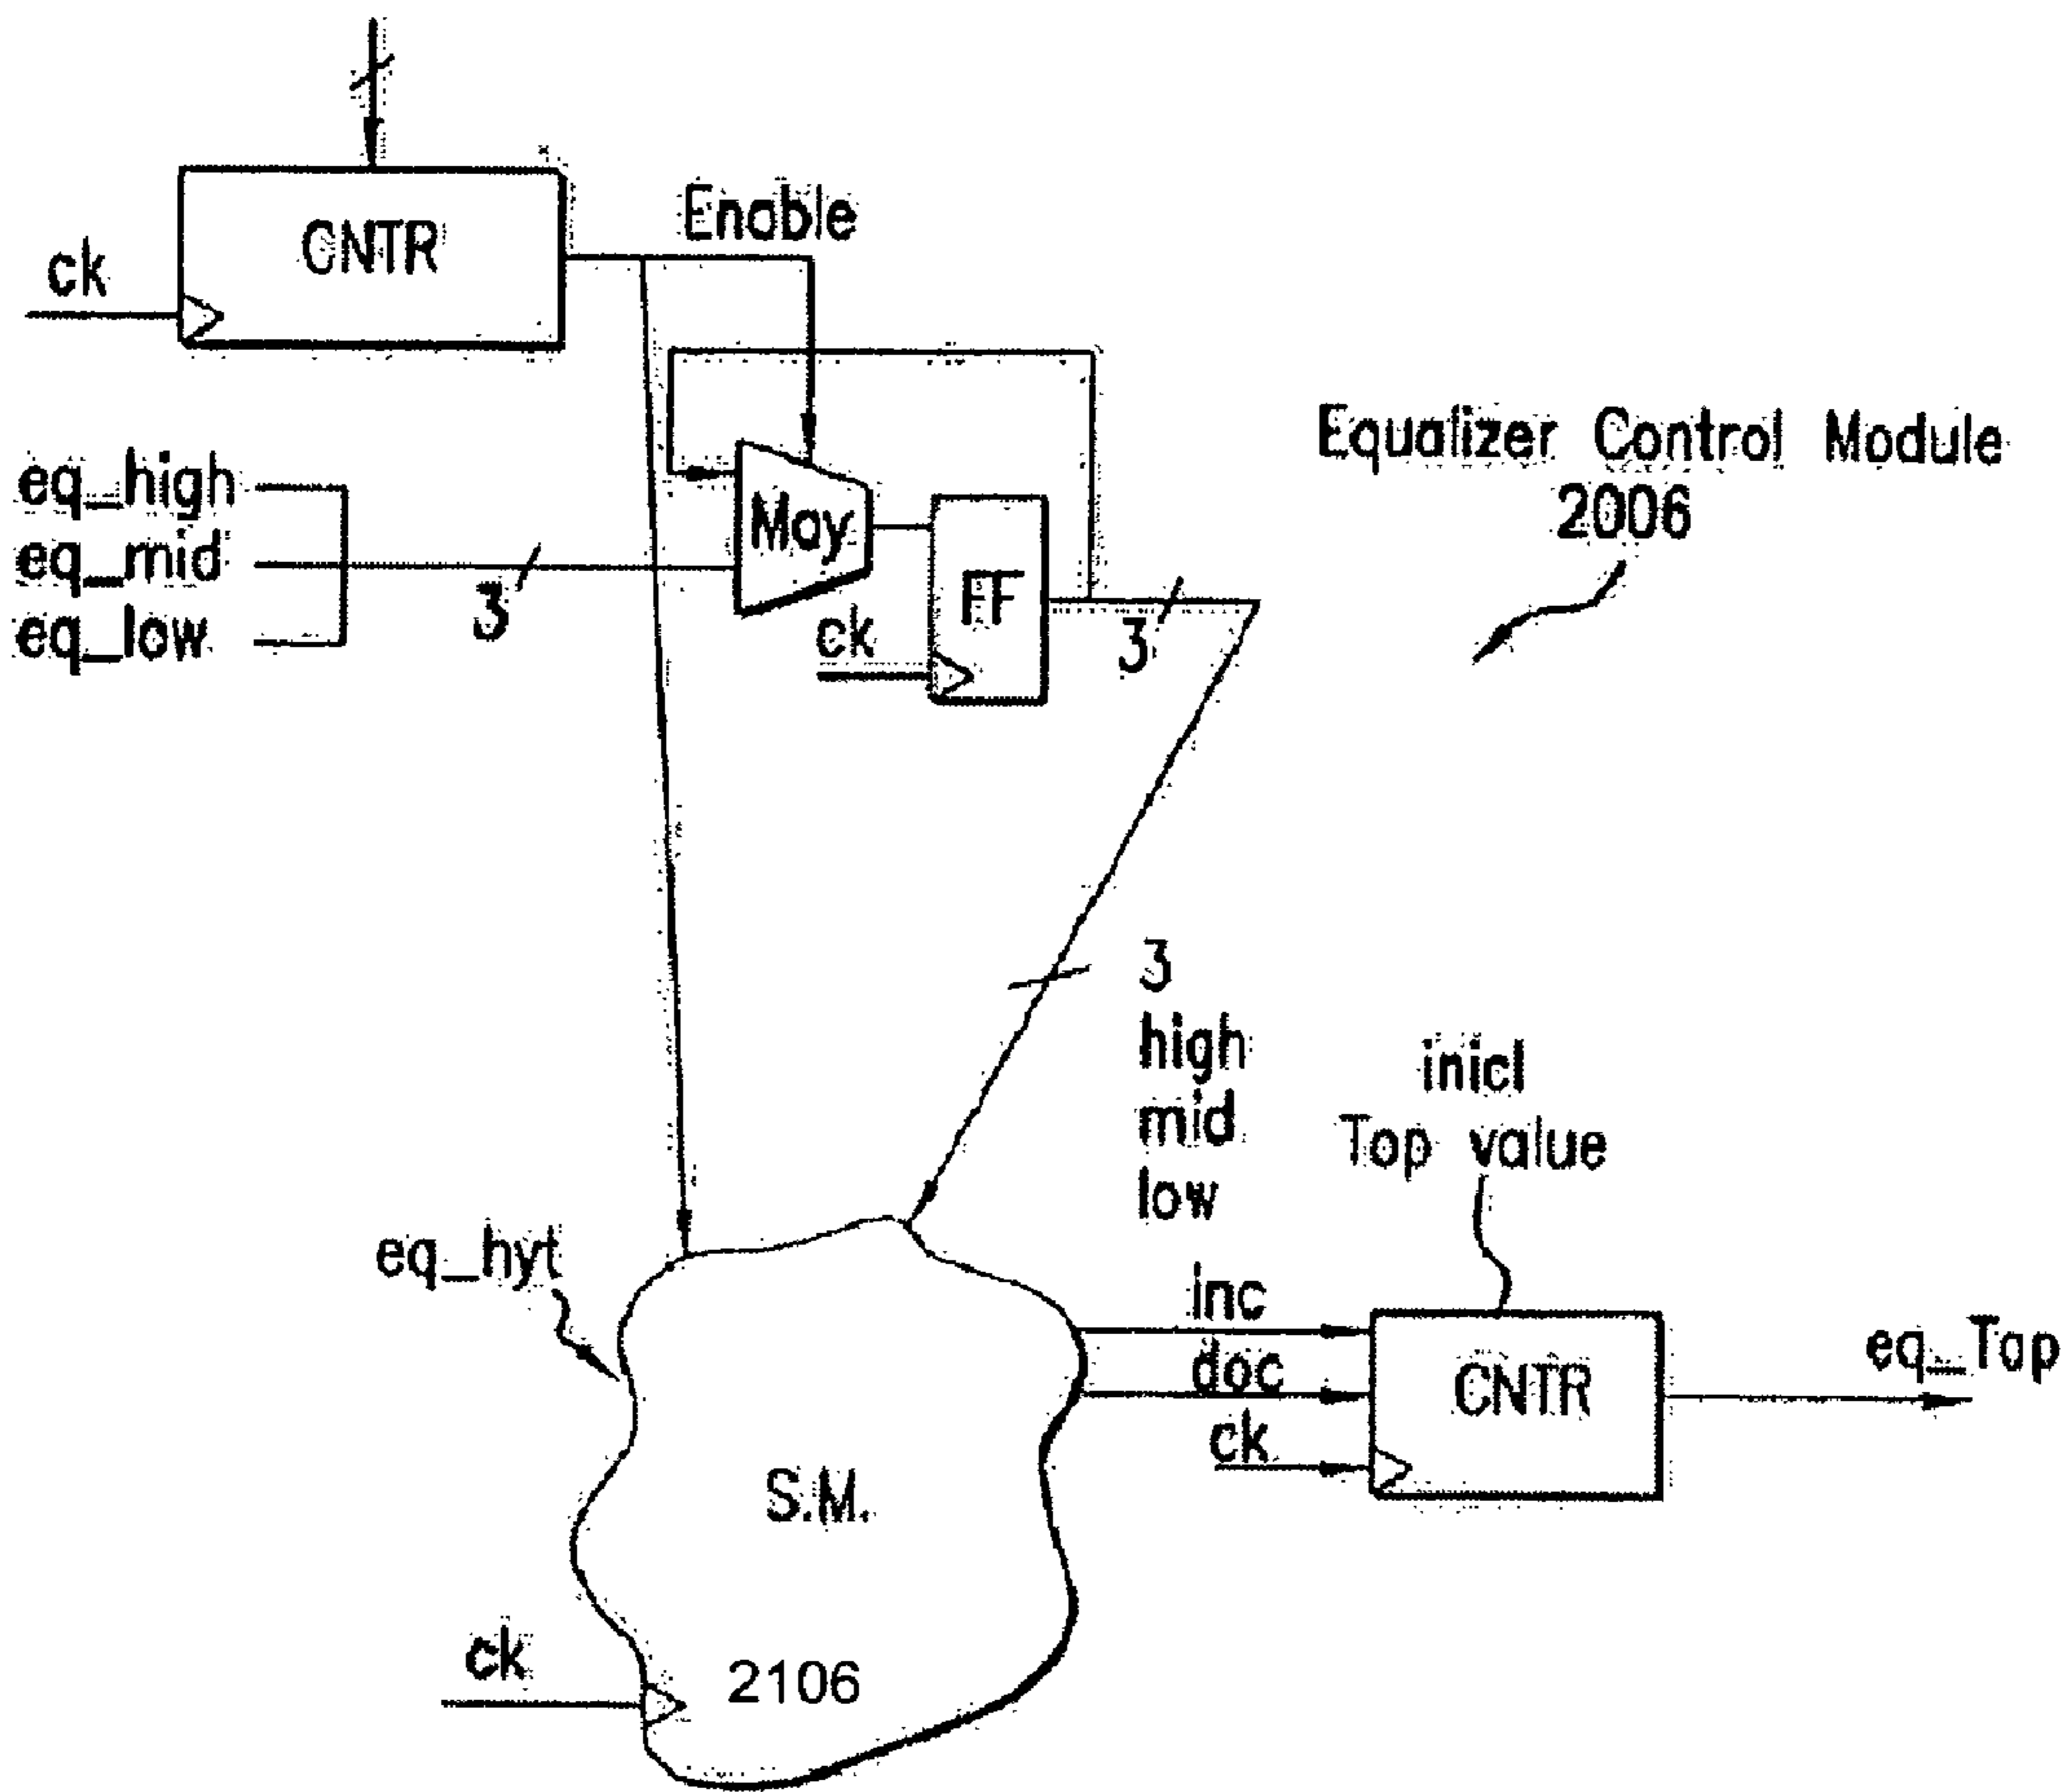 CNTR
ck
Enable
eq_high
eq_mid
eq_low
3
May
FF
ck
3
Equalizer Control Module
2006
3
high
mid
low
inicl
Top value
eq_hyt
inc
doc
ck
CNTR
eq_Tap
S.M.
ck
2106